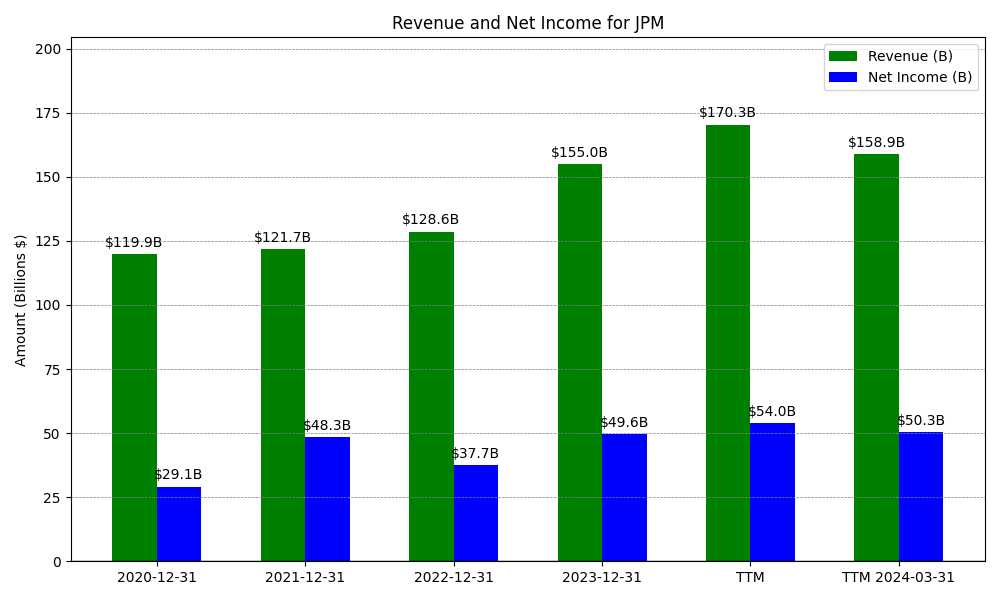 Revenue and Net Income for JPM
Revenue (B)
Net Income (B)
Amount (Billions $)
200
175
150
125
100
75
50
25
0
$119.9B
$29.1B
$121.7B
$48.3B
$128.6B
$37.7B
$155.0B
$49.6B
$170.3B
$54.0B
$158.9B
$50.3B
2020-12-31
2021-12-31
2022-12-31
2023-12-31
TTM
TTM 2024-03-31